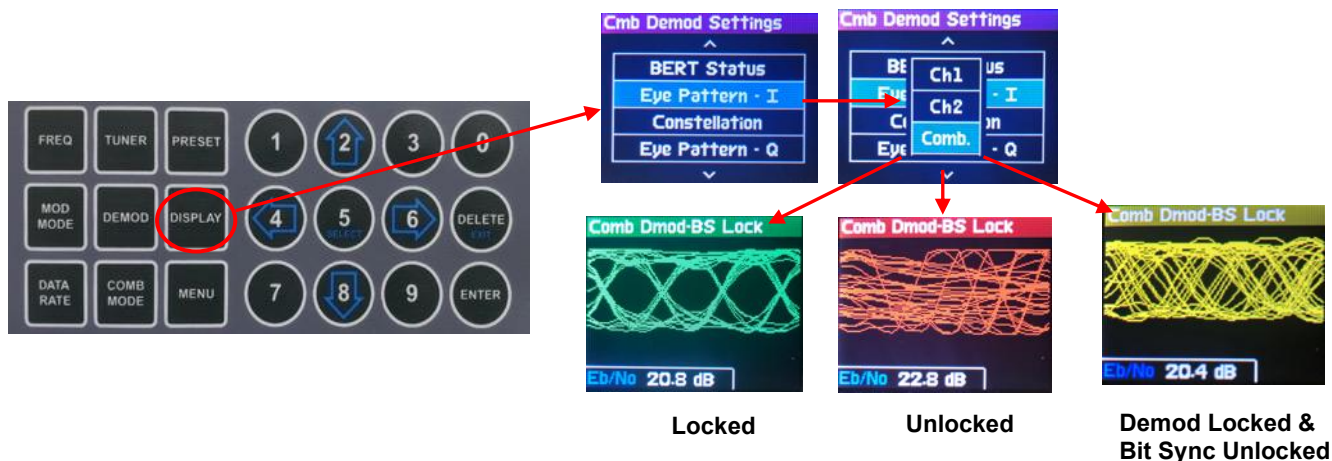 FREQ TUNER PRESET 1 2 3 0
MOD MODE DEMOD DISPLAY 4 5 SELECT 6 DELETE EXIT
DATA RATE COMB MODE MENU 7 8 9 ENTER
Cmb Demod Settings
BERT Status
Eye Pattern - I
Constellation
Eye Pattern - Q
Cmb Demod Settings
Ch1
Ch2
Comb.
- I
- Q
Comb Dmod-BS Lock
Eb/No 20.8 dB
Locked
Comb Dmod-BS Lock
Eb/No 22.8 dB
Unlocked
Comb Dmod-BS Lock
Eb/No 20.4 dB
Demod Locked &
Bit Sync Unlocked